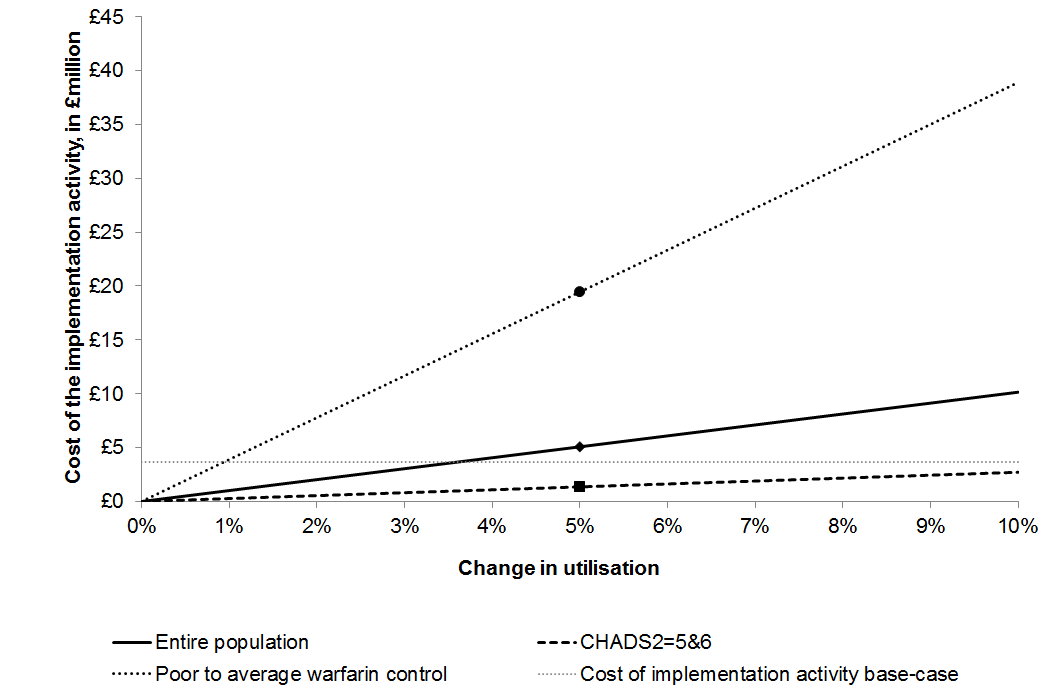 Cost of the implementation activity, in £million
£45
£40
£35
£30
£25
£20
£15
£10
£5
£0
0% 1% 2% 3% 4% 5% 6% 7% 8% 9% 10%
Change in utilisation
Entire population CHADS2=5&6
Poor to average warfarin control Cost of implementation activity base-case